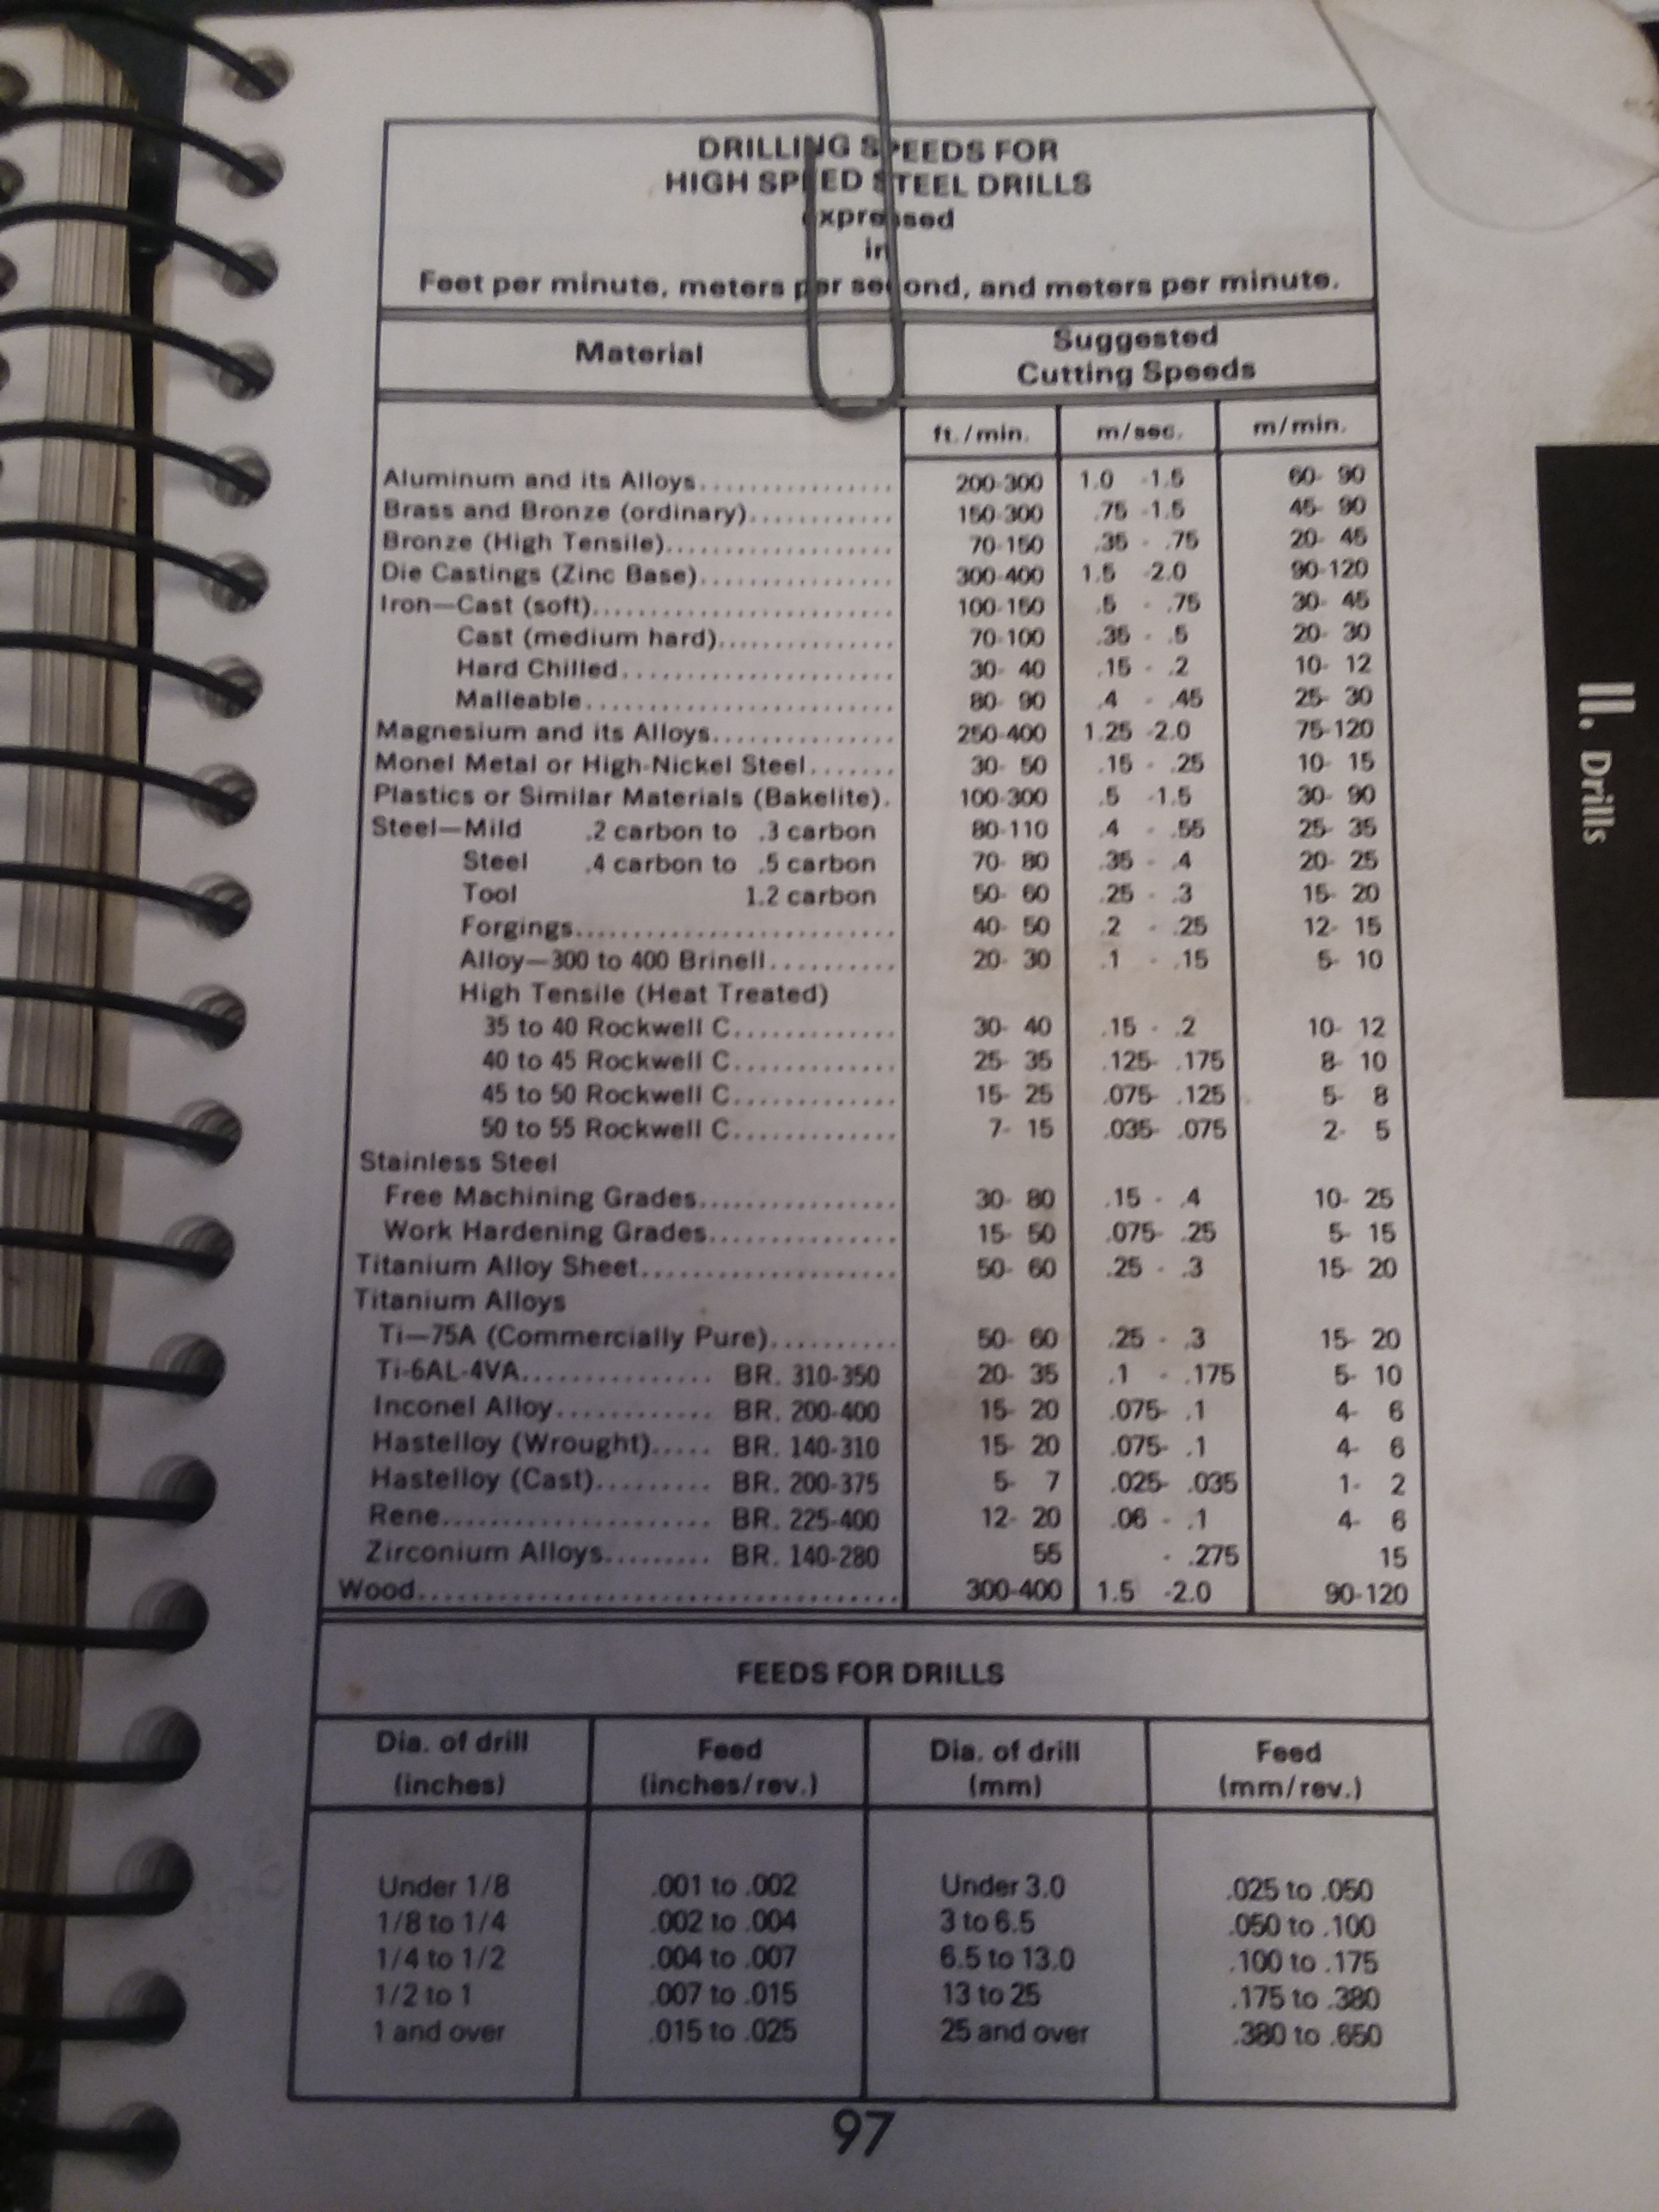 DRILLING SPEEDS FOR
HIGH SPEED STEEL DRILLS
expressed
in
Feet per minute, meters per second, and meters per minute.
Material
Suggested
Cutting Speeds
ft./min. m/sec. m/min.
Aluminum and its Alloys................ 200-300 1.0 -1.5 60- 90
Brass and Bronze (ordinary)............ 150-300 .75 -1.5 45- 90
Bronze (High Tensile)................... 70-150 .35 - .75 20- 45
Die Castings (Zinc Base)................ 300-400 1.5 -2.0 90-120
Iron—Cast (soft)......................... 100-150 .5 - .75 30- 45
Cast (medium hard)............... 70-100 .35 - .5 20- 30
Hard Chilled....................... 30- 40 .15 - .2 10- 12
Malleable.......................... 80- 90 .4 - .45 25- 30
Magnesium and its Alloys............... 250-400 1.25 -2.0 75-120
Monel Metal or High-Nickel Steel....... 30- 50 .15 - .25 10- 15
Plastics or Similar Materials (Bakelite). 100-300 .5 -1.5 30- 90
Steel—Mild .2 carbon to .3 carbon 80-110 .4 - .55 25- 35
Steel .4 carbon to .5 carbon 70- 80 .35 - .4 20- 25
Tool 1.2 carbon 50- 60 .25 - .3 15- 20
Forgings........................... 40- 50 .2 - .25 12- 15
Alloy—300 to 400 Brinell.......... 20- 30 .1 - .15 5- 10
High Tensile (Heat Treated)
35 to 40 Rockwell C............. 30- 40 .15 - .2 10- 12
40 to 45 Rockwell C............. 25- 35 .125- .175 8- 10
45 to 50 Rockwell C............. 15- 25 .075- .125 5- 8
50 to 55 Rockwell C............. 7- 15 .035- .075 2- 5
Stainless Steel
Free Machining Grades................ 30- 80 .15 - .4 10- 25
Work Hardening Grades............... 15- 50 .075- .25 5- 15
Titanium Alloy Sheet..................... 50- 60 .25 - .3 15- 20
Titanium Alloys
Ti—75A (Commercially Pure).......... 50- 60 .25 - .3 15- 20
Ti-6AL-4VA............... BR. 310-350 20- 35 .1 - .175 5- 10
Inconel Alloy............ BR. 200-400 15- 20 .075- .1 4- 6
Hastelloy (Wrought)..... BR. 140-310 15- 20 .075- .1 4- 6
Hastelloy (Cast)......... BR. 200-375 5- 7 .025- .035 1- 2
Rene..................... BR. 225-400 12- 20 .06 - .1 4- 6
Zirconium Alloys......... BR. 140-280 55 - .275 15
Wood..................................... 300-400 1.5 -2.0 90-120
FEEDS FOR DRILLS
Dia. of drill Feed Dia. of drill Feed
(inches) (inches/rev.) (mm) (mm/rev.)
Under 1/8 .001 to .002 Under 3.0 .025 to .050
1/8 to 1/4 .002 to .004 3 to 6.5 .050 to .100
1/4 to 1/2 .004 to .007 6.5 to 13.0 .100 to .175
1/2 to 1 .007 to .015 13 to 25 .175 to .380
1 and over .015 to .025 25 and over .380 to .650
97
II. Drills